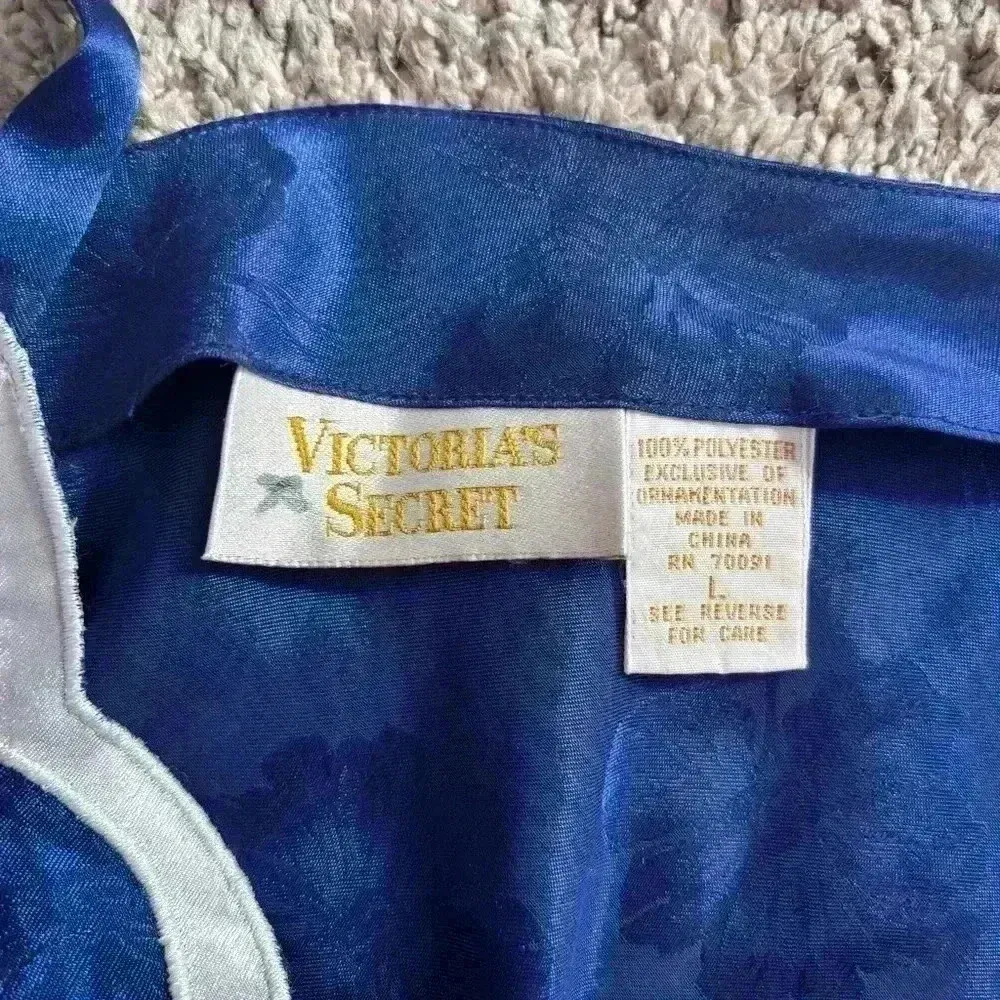 VICTORIA'S
SECRET
100% POLYESTER
EXCLUSIVE OF
ORNAMENTATION
MADE IN
CHINA
RN 70091
L
SEE REVERSE
FOR CARE